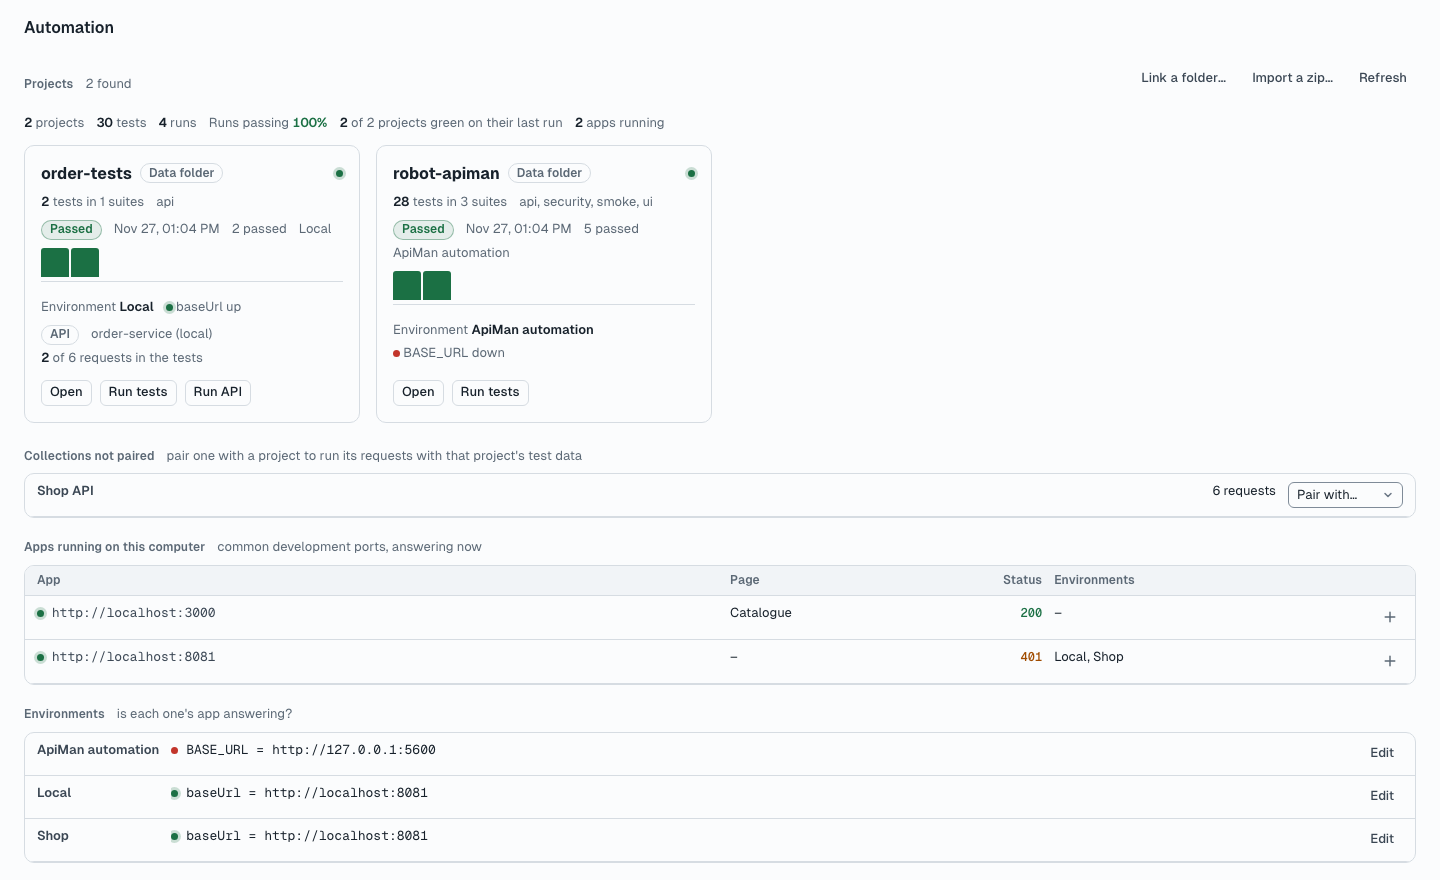 Automation
Projects 2 found
Link a folder... Import a zip... Refresh
2 projects 30 tests 4 runs Runs passing 100% 2 of 2 projects green on their last run 2 apps running
order-tests Data folder
2 tests in 1 suites api
Passed Nov 27, 01:04 PM 2 passed Local
Environment Local baseUrl up
API order-service (local)
2 of 6 requests in the tests
Open Run tests Run API
robot-apiman Data folder
28 tests in 3 suites api, security, smoke, ui
Passed Nov 27, 01:04 PM 5 passed
ApiMan automation
Environment ApiMan automation
BASE_URL down
Open Run tests
Collections not paired pair one with a project to run its requests with that project's test data
Shop API 6 requests Pair with...
Apps running on this computer common development ports, answering now
App Page Status Environments
http://localhost:3000 Catalogue 200 –
http://localhost:8081 – 401 Local, Shop
Environments is each one's app answering?
ApiMan automation BASE_URL = http://127.0.0.1:5600 Edit
Local baseUrl = http://localhost:8081 Edit
Shop baseUrl = http://localhost:8081 Edit